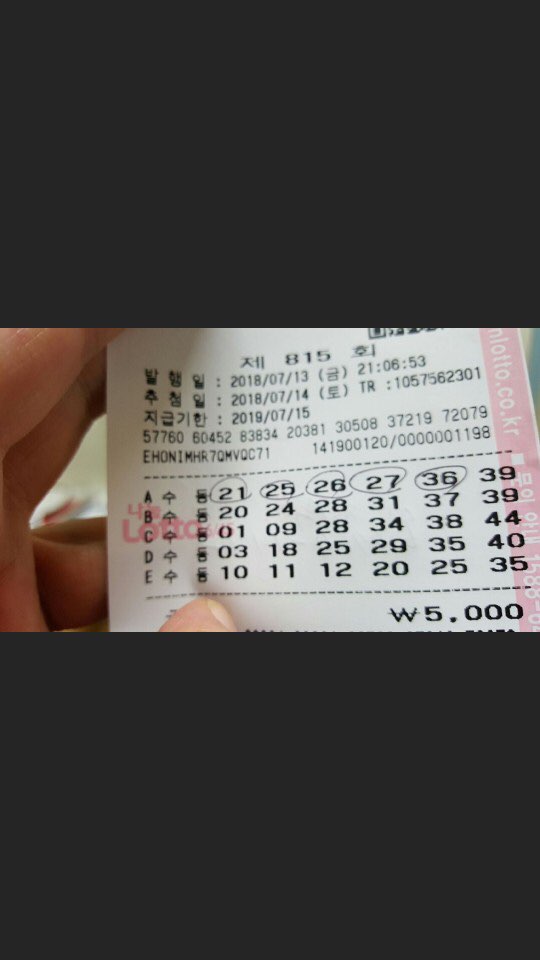 제 815 회
발 행 일 : 2018/07/13 (금) 21:06:53
추 첨 일 : 2018/07/14 (토) TR :1057562301
지급기한 : 2019/07/15
57760 60452 83834 20381 30508 37219 72079
EHONIMHR7QMVQC71 141900120/0000001198
A 수 동 21 25 26 27 36 39
B 수 동 20 24 28 31 37 39
C 수 동 01 09 28 34 38 44
D 수 동 03 18 25 29 35 40
E 수 동 10 11 12 20 25 35
₩5,000
Lotto
nlotto.co.kr